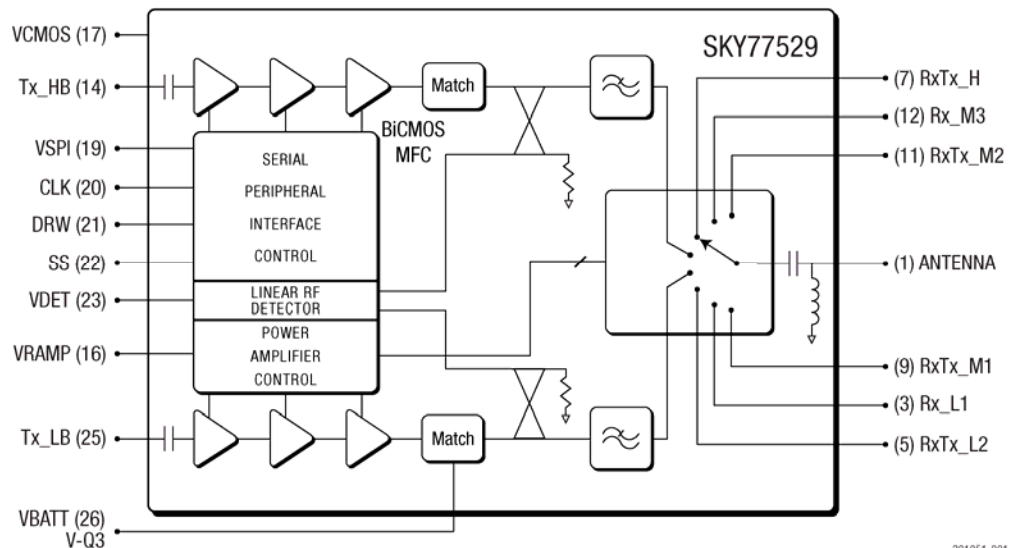 SKY77529
VCMOS (17)
Tx_HB (14)
VSPI (19)
CLK (20)
DRW (21)
SS (22)
VDET (23)
VRAMP (16)
Tx_LB (25)
VBATT (26)
V-Q3
Match
BiCMOS
MFC
SERIAL
PERIPHERAL
INTERFACE
CONTROL
LINEAR RF
DETECTOR
POWER
AMPLIFIER
CONTROL
Match
(7) RxTx_H
(12) Rx_M3
(11) RxTx_M2
(1) ANTENNA
(9) RxTx_M1
(3) Rx_L1
(5) RxTx_L2